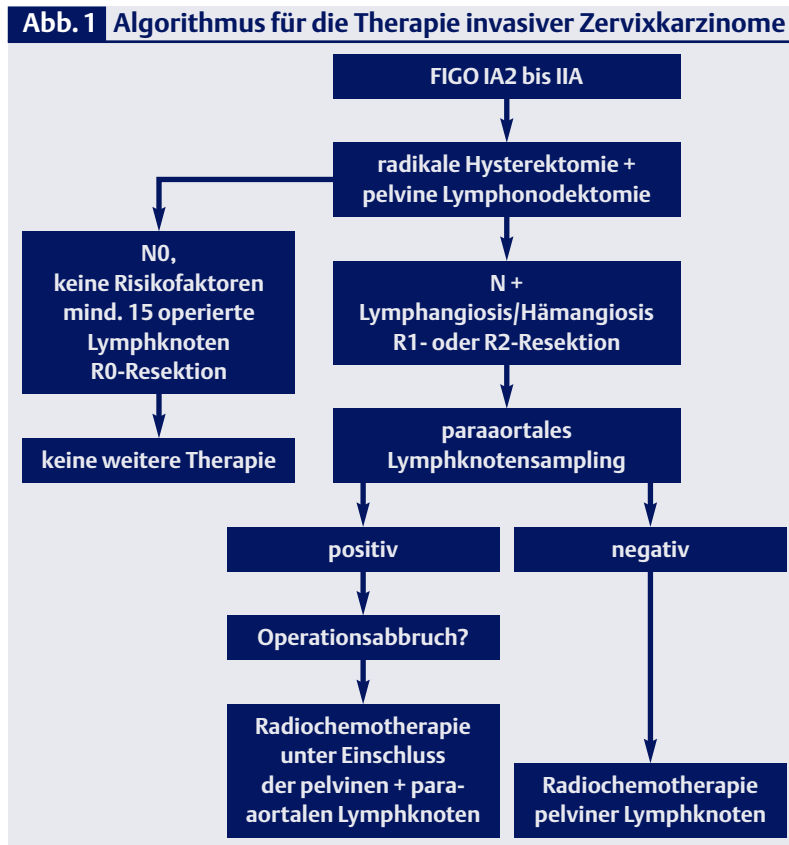 Abb. 1 Algorithmus für die Therapie invasiver Zervixkarzinome
FIGO IA2 bis IIA
radikale Hysterektomie +
pelvine Lymphonodektomie
N0,
keine Risikofaktoren
mind. 15 operierte
Lymphknoten
R0-Resektion
N +
Lymphangiosis/Hämangiosis
R1- oder R2-Resektion
keine weitere Therapie
paraaortales
Lymphknotensampling
positiv
negativ
Operationsabbruch?
Radiochemotherapie
unter Einschluss
der pelvinen + para-
aortalen Lymphknoten
Radiochemotherapie
pelviner Lymphknoten